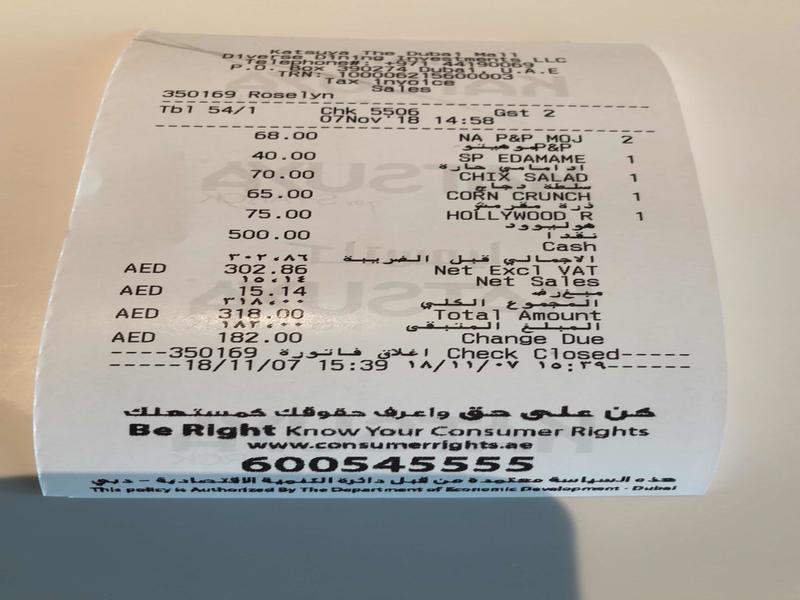 Katsuya The Dubai Mall
Diverse Dining Investments LLC
Telephone#: +971 44190069
P.O. Box 390274 Dubai, U.A.E
TRN: 100006215600003
Tax invoice
Sales
350169 Roselyn
Tbl 54/1 Chk 5506 Gst 2
07Nov'18 14:58
68.00 NA P&P MOJ 2
P&P موهيتو
40.00 SP EDAMAME 1
ادامامي حارة
70.00 CHIX SALAD 1
سلطة دجاج
65.00 CORN CRUNCH 1
ذرة مقرمش
75.00 HOLLYWOOD R 1
هوليوود
500.00 نقدا
Cash
٣٠٢,٨٦ الاجمالي قبل الضريبة
AED 302.86 Net Excl VAT
١٥,١٤ Net Sales
AED 15.14
٣١٨,٠٠ المجموع الكلي
AED 318.00 Total Amount
١٨٢,٠٠ المبلغ المتبقى
AED 182.00 Change Due
----350169 اغلاق فاتورة Check Closed-----
------18/11/07 15:39 ١٨/١١/٠٧ ١٥:٣٩-------
كن على حق واعرف حقوقك كمستهلك
Be Right Know Your Consumer Rights
www.consumerrights.ae
600545555
هذه السياسة معتمدة من قبل دائرة التنمية الاقتصادية - دبي
This policy is Authorized By The Department of Economic Development - Dubai